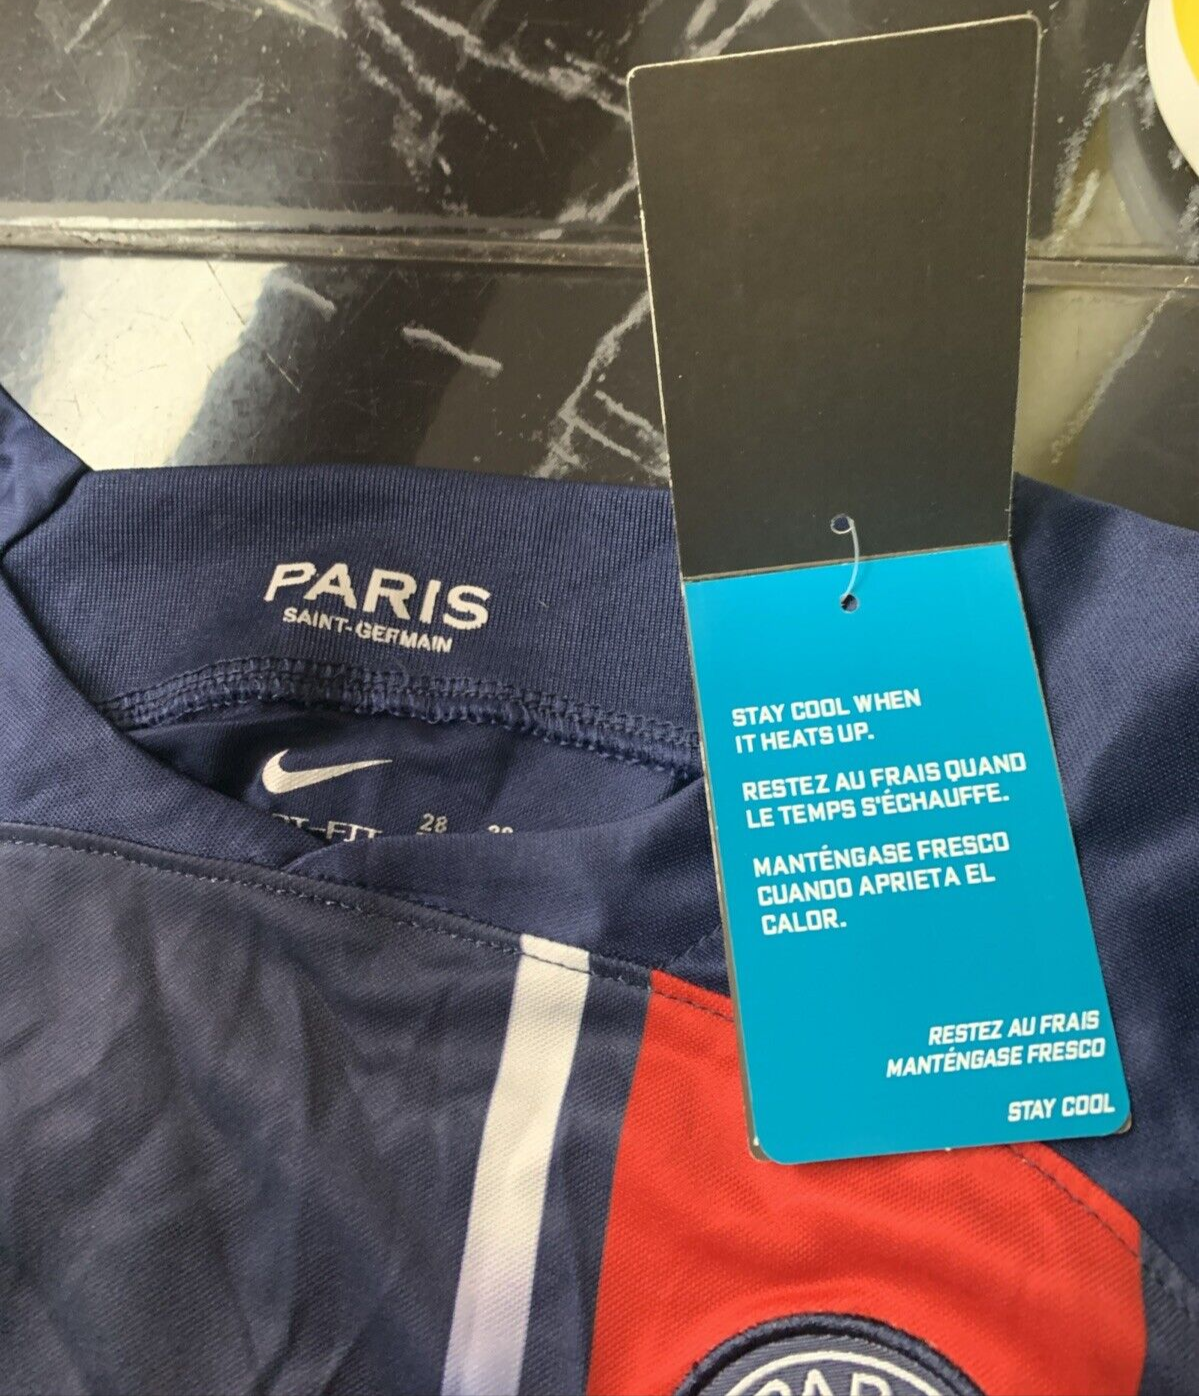 PARIS
SAINT-GERMAIN
28
STAY COOL WHEN
IT HEATS UP.
RESTEZ AU FRAIS QUAND
LE TEMPS S'ÉCHAUFFE.
MANTÉNGASE FRESCO
CUANDO APRIETA EL
CALOR.
RESTEZ AU FRAIS
MANTÉNGASE FRESCO
STAY COOL